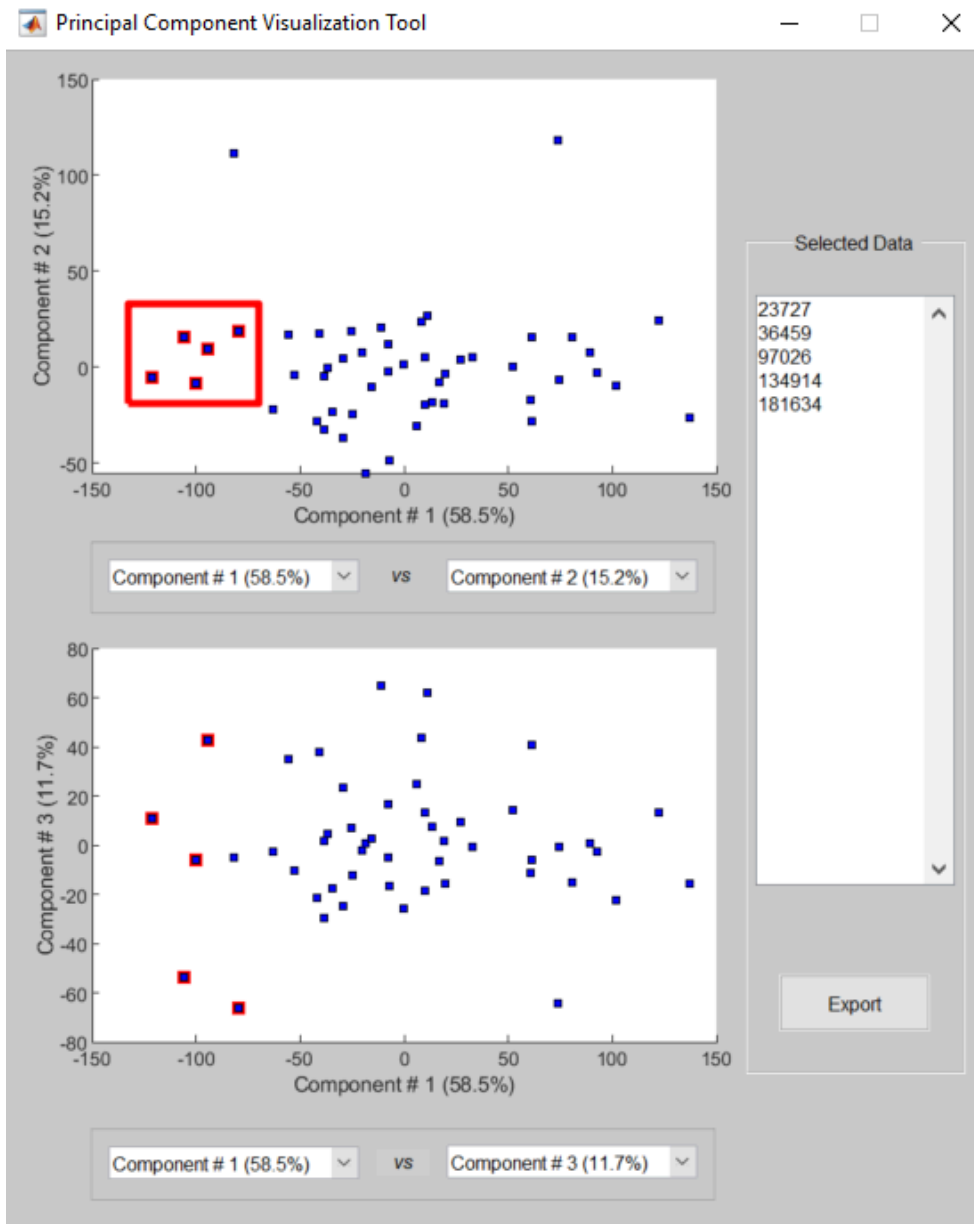 Principal Component Visualization Tool
150
100
50
0
-50
Component # 2 (15.2%)
-150 -100 -50 0 50 100 150
Component # 1 (58.5%)
Component # 1 (58.5%) vs Component # 2 (15.2%)
80
60
40
20
0
-20
-40
-60
-80
Component # 3 (11.7%)
-150 -100 -50 0 50 100 150
Component # 1 (58.5%)
Component # 1 (58.5%) vs Component # 3 (11.7%)
Selected Data
23727
36459
97026
134914
181634
Export